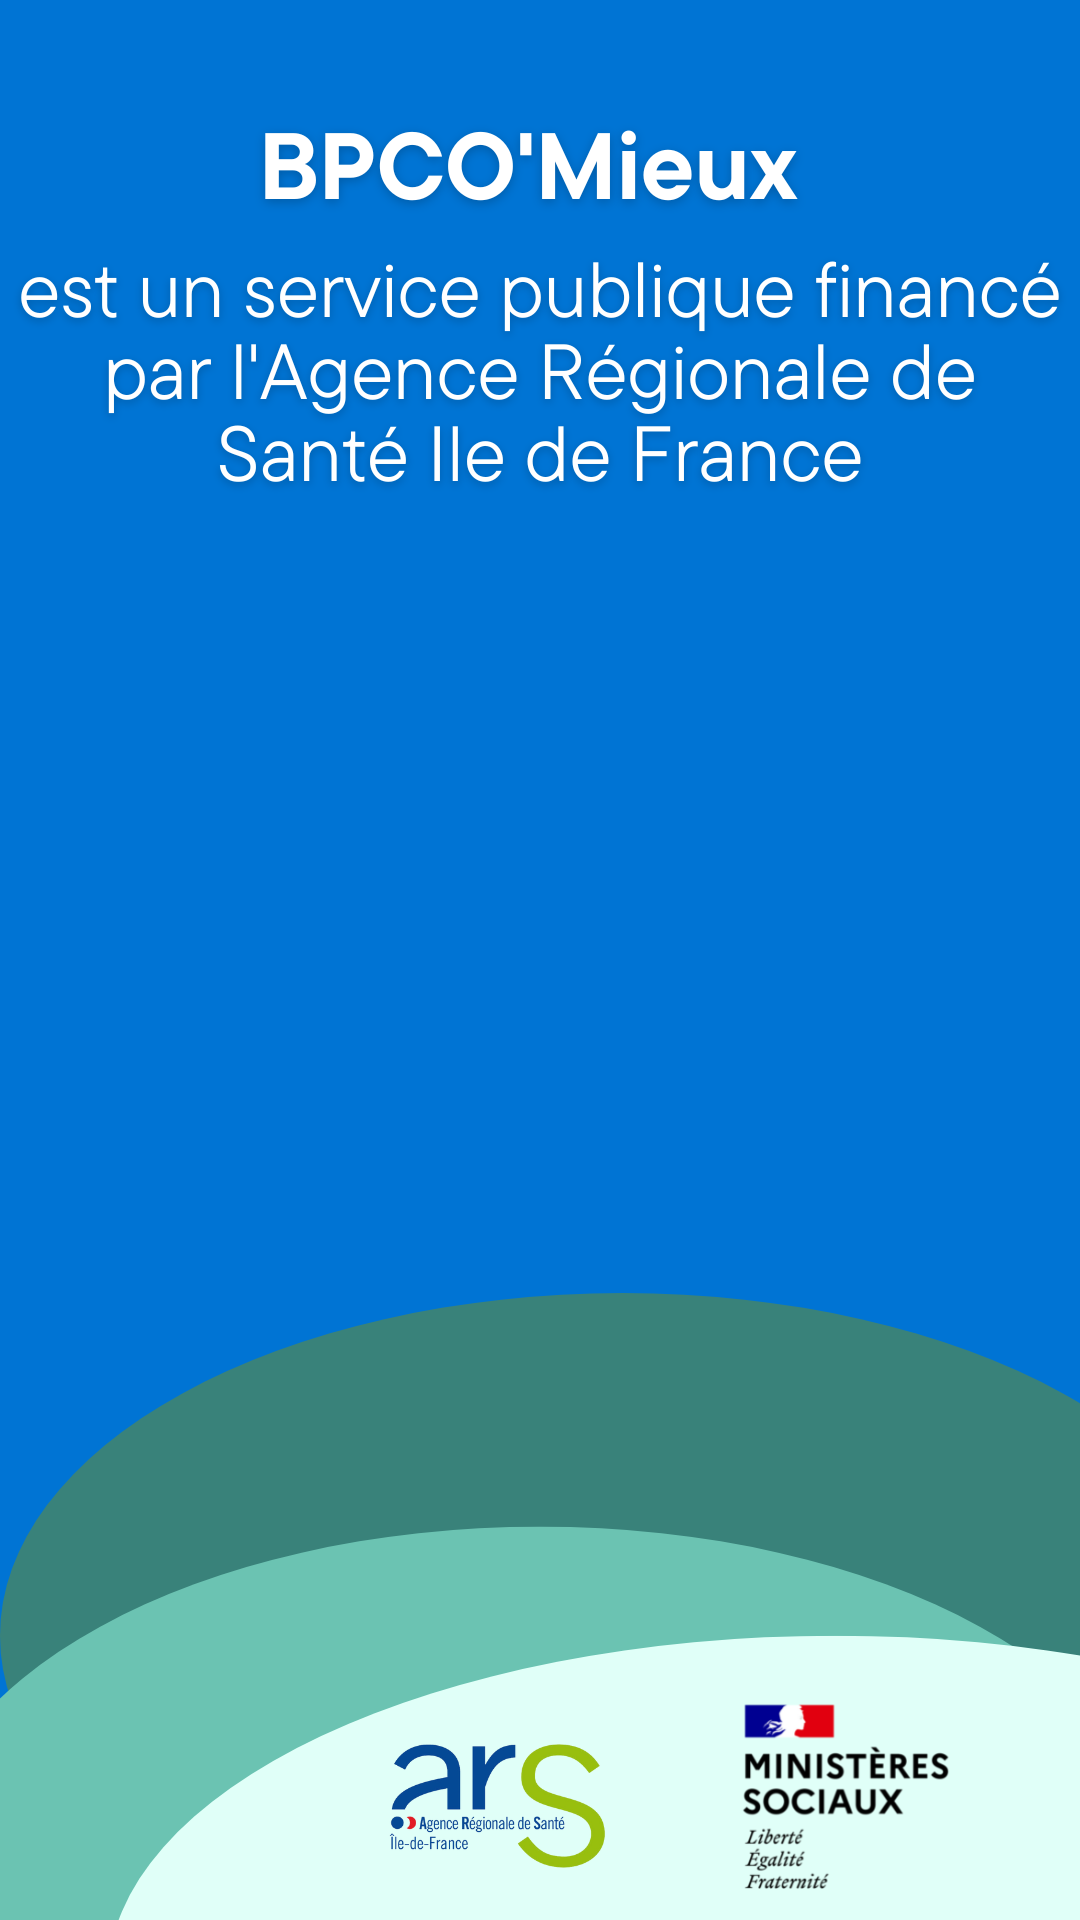 BPCO'Mieux
est un service publique financé
par l'Agence Régionale de
Santé Ile de France
ars
Agence Régionale de Santé
Île-de-France
MINISTÈRES
SOCIAUX
Liberté
Égalité
Fraternité